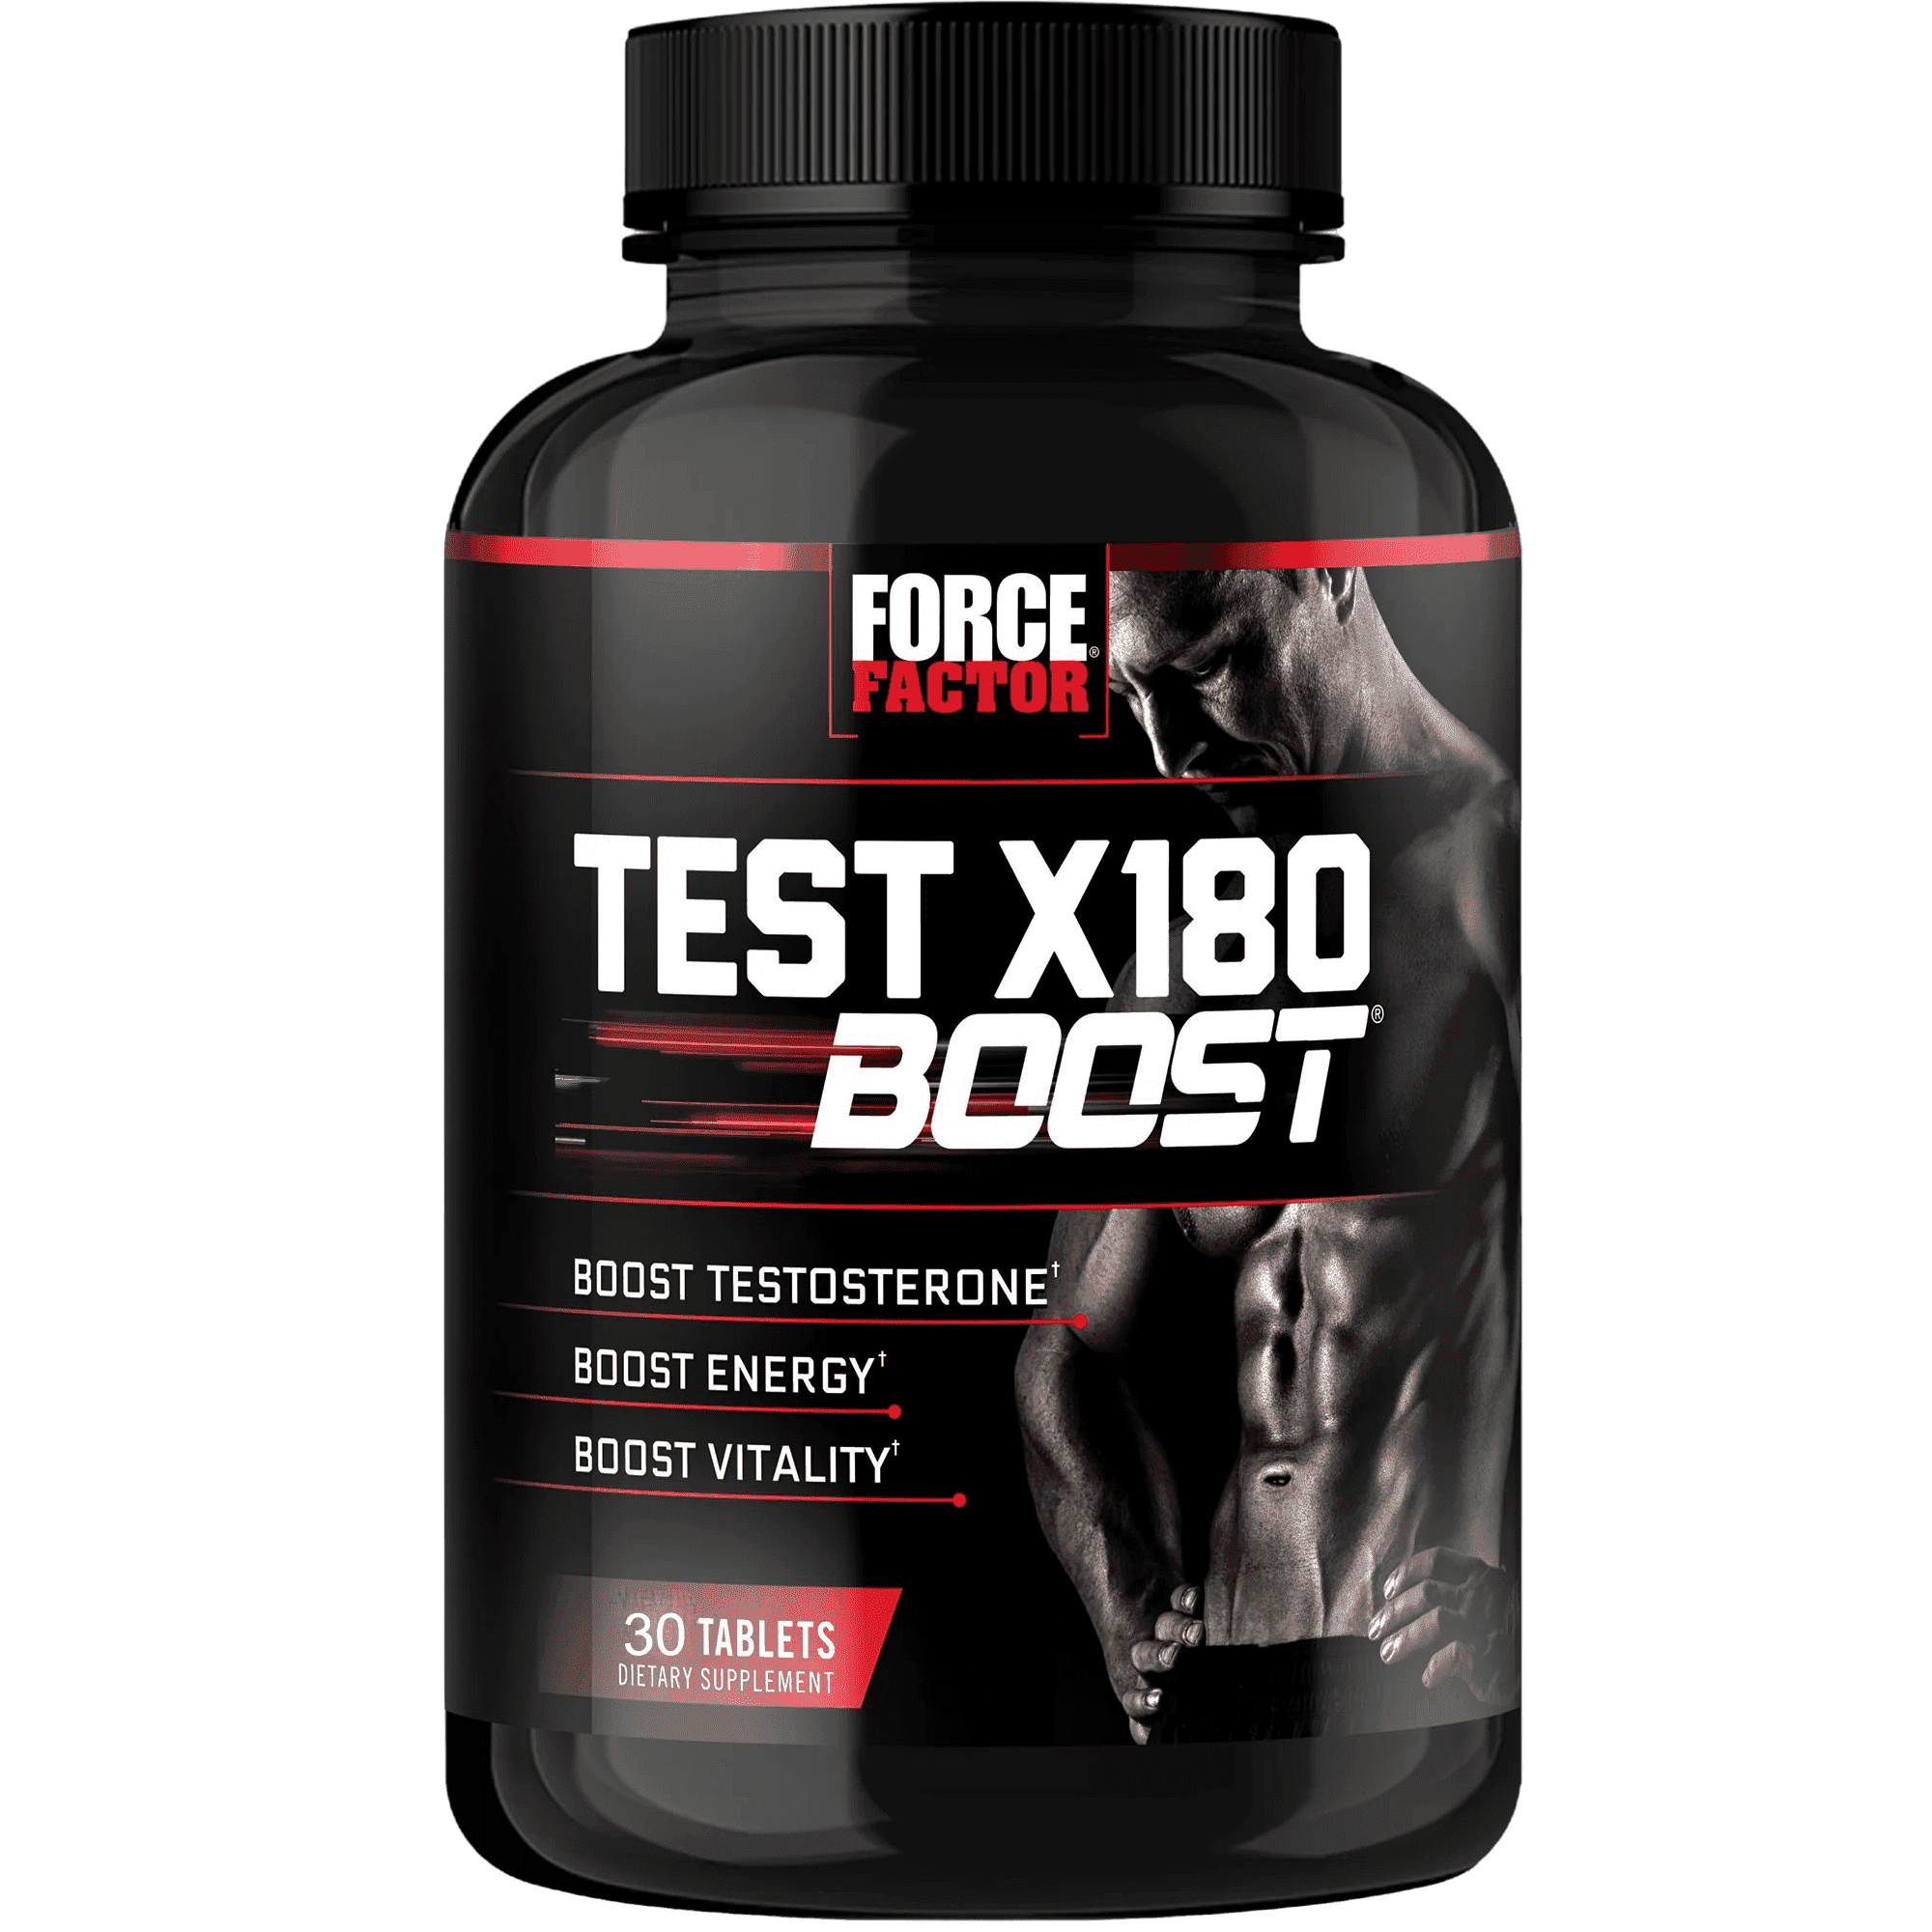 FORCE®
FACTOR
TEST X180
BOOST®
BOOST TESTOSTERONE†
BOOST ENERGY†
BOOST VITALITY†
30 TABLETS
DIETARY SUPPLEMENT